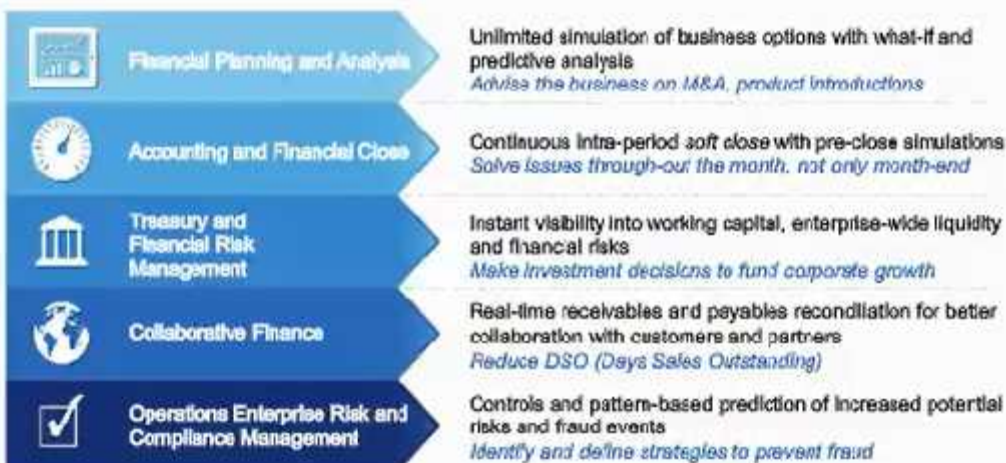 Financial Planning and Analysis
Unlimited simulation of business options with what-if and
predictive analysis
Advise the business on M&A, product introductions
Accounting and Financial Close
Continuous intra-period soft close with pre-close simulations
Solve issues through-out the month, not only month-end
Treasury and
Financial Risk
Management
Instant visibility into working capital, enterprise-wide liquidity
and financial risks
Make investment decisions to fund corporate growth
Collaborative Finance
Real-time receivables and payables reconciliation for better
collaboration with customers and partners
Reduce DSO (Days Sales Outstanding)
Operations Enterprise Risk and
Compliance Management
Controls and pattern-based prediction of increased potential
risks and fraud events
Identify and define strategies to prevent fraud